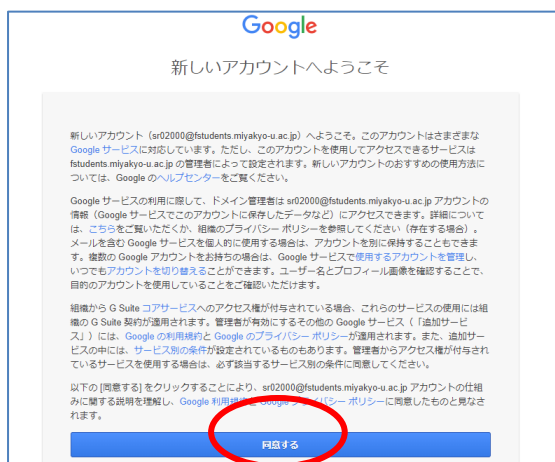 Google
新しいアカウントへようこそ
新しいアカウント（sr02000@fstudents.miyakyo-u.ac.jp）へようこそ。このアカウントはさまざまな
Google サービスに対応しています。ただし、このアカウントを使用してアクセスできるサービスは
fstudents.miyakyo-u.ac.jp の管理者によって設定されます。新しいアカウントのおすすめの使用方法に
ついては、Google のヘルプセンターをご覧ください。
Google サービスの利用に際して、ドメイン管理者は sr02000@fstudents.miyakyo-u.ac.jp アカウントの
情報（Google サービスでこのアカウントに保存したデータなど）にアクセスできます。詳細について
は、こちらをご覧いただくか、組織のプライバシー ポリシーを参照してください（存在する場合）。
メールを含む Google サービスを個人的に使用する場合は、アカウントを別に保持することもできま
す。複数の Google アカウントをお持ちの場合は、Google サービスで使用するアカウントを管理し、
いつでもアカウントを切り替えることができます。ユーザー名とプロフィール画像を確認することで、
目的のアカウントを使用していることをご確認いただけます。
組織から G Suite コアサービスへのアクセス権が付与されている場合、これらのサービスの使用には組
織の G Suite 契約が適用されます。管理者が有効にするその他の Google サービス（「追加サービ
ス」）には、Google の利用規約と Google のプライバシー ポリシーが適用されます。また、追加サー
ビスの中には、サービス別の条件が設定されているものもあります。管理者からアクセス権が付与され
ているサービスを使用する場合は、必ず該当するサービス別の条件に同意してください。
以下の [同意する] をクリックすることにより、sr02000@fstudents.miyakyo-u.ac.jp アカウントの仕組
みに関する説明を理解し、Google 利用規約と Google プライバシー ポリシーに同意したものと見なさ
れます。
同意する